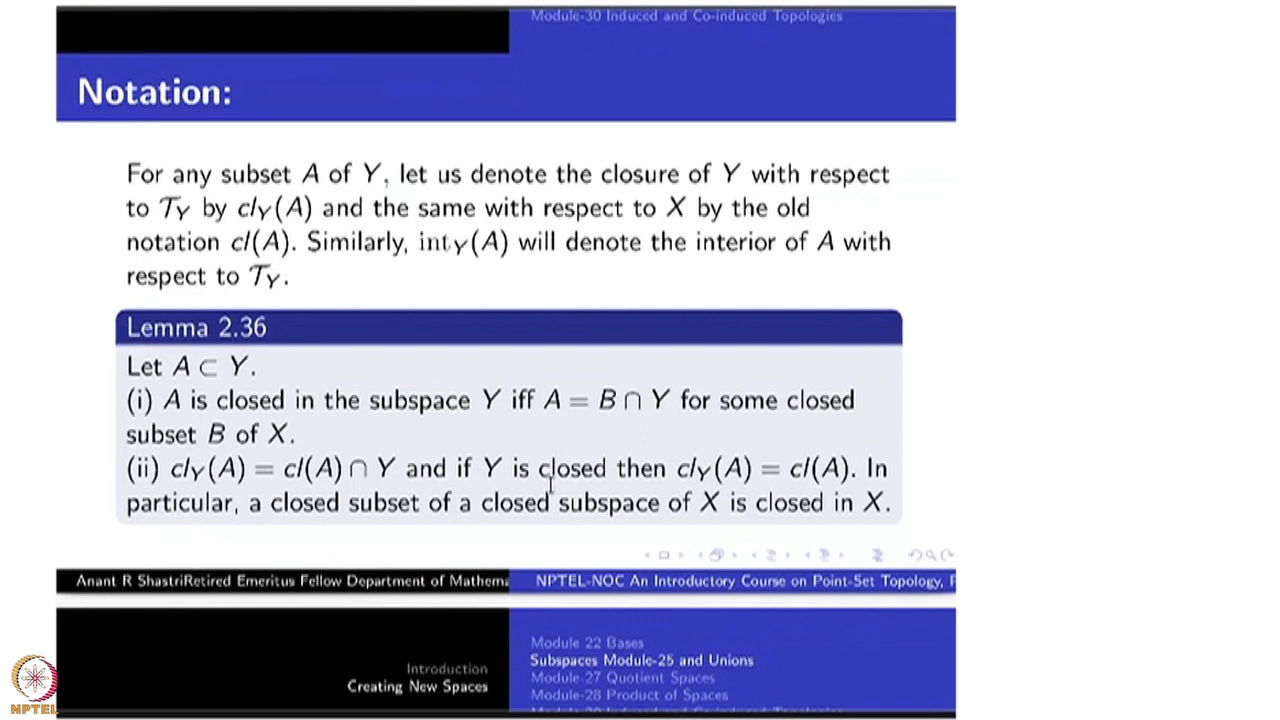 Module-30 Induced and Co-induced Topologies
Notation:
For any subset A of Y, let us denote the closure of Y with respect
to 𝒯_Y by cl_Y(A) and the same with respect to X by the old
notation cl(A). Similarly, int_Y(A) will denote the interior of A with
respect to 𝒯_Y.
Lemma 2.36
Let A ⊂ Y.
(i) A is closed in the subspace Y iff A = B ∩ Y for some closed
subset B of X.
(ii) cl_Y(A) = cl(A) ∩ Y and if Y is closed then cl_Y(A) = cl(A). In
particular, a closed subset of a closed subspace of X is closed in X.
Anant R ShastriRetired Emeritus Fellow Department of Mathema
NPTEL-NOC An Introductory Course on Point-Set Topology, P
Introduction
Creating New Spaces
Module 22 Bases
Subspaces Module-25 and Unions
Module-27 Quotient Spaces
Module-28 Product of Spaces
NPTEL